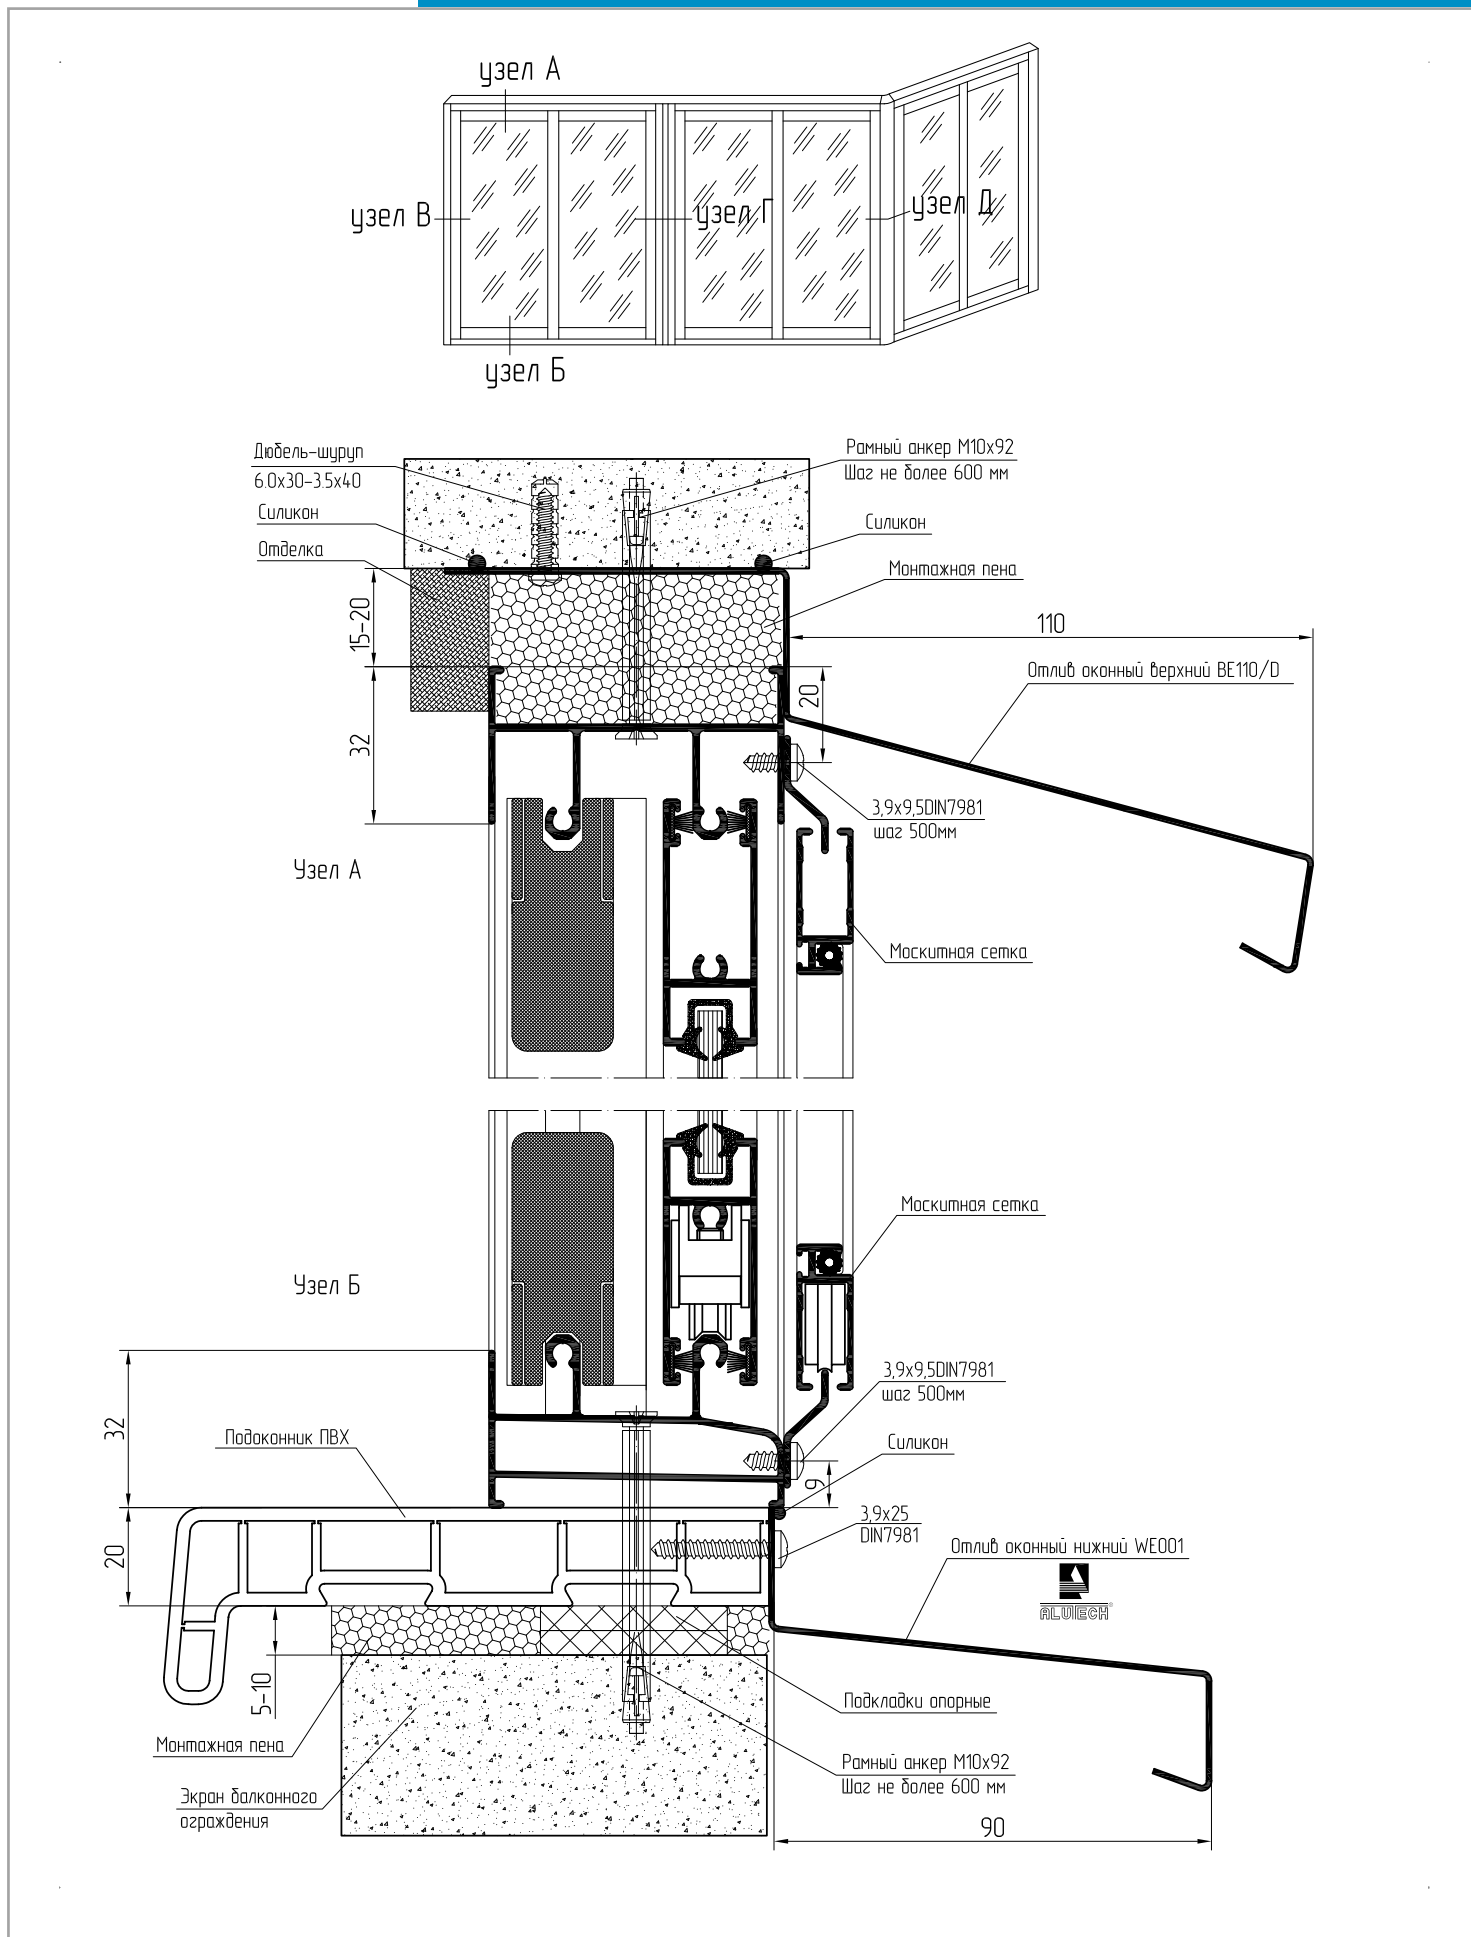 узел А
узел В
узел Г
узел Д
узел Б
Дюбель-шуруп
6.0х30-3.5х40
Силикон
Отделка
Рамный анкер М10х92
Шаг не более 600 мм
Силикон
Монтажная пена
15-20
110
Отлив оконный верхний BE110/D
20
32
3,9х9,5DIN7981
шаг 500мм
Узел А
Москитная сетка
Москитная сетка
Узел Б
3,9х9,5DIN7981
шаг 500мм
32
Подоконник ПВХ
Силикон
9
3,9х25
DIN7981
20
Отлив оконный нижний WE001
ALUTECH®
5-10
Подкладки опорные
Монтажная пена
Рамный анкер М10х92
Шаг не более 600 мм
Экран балконного
ограждения
90